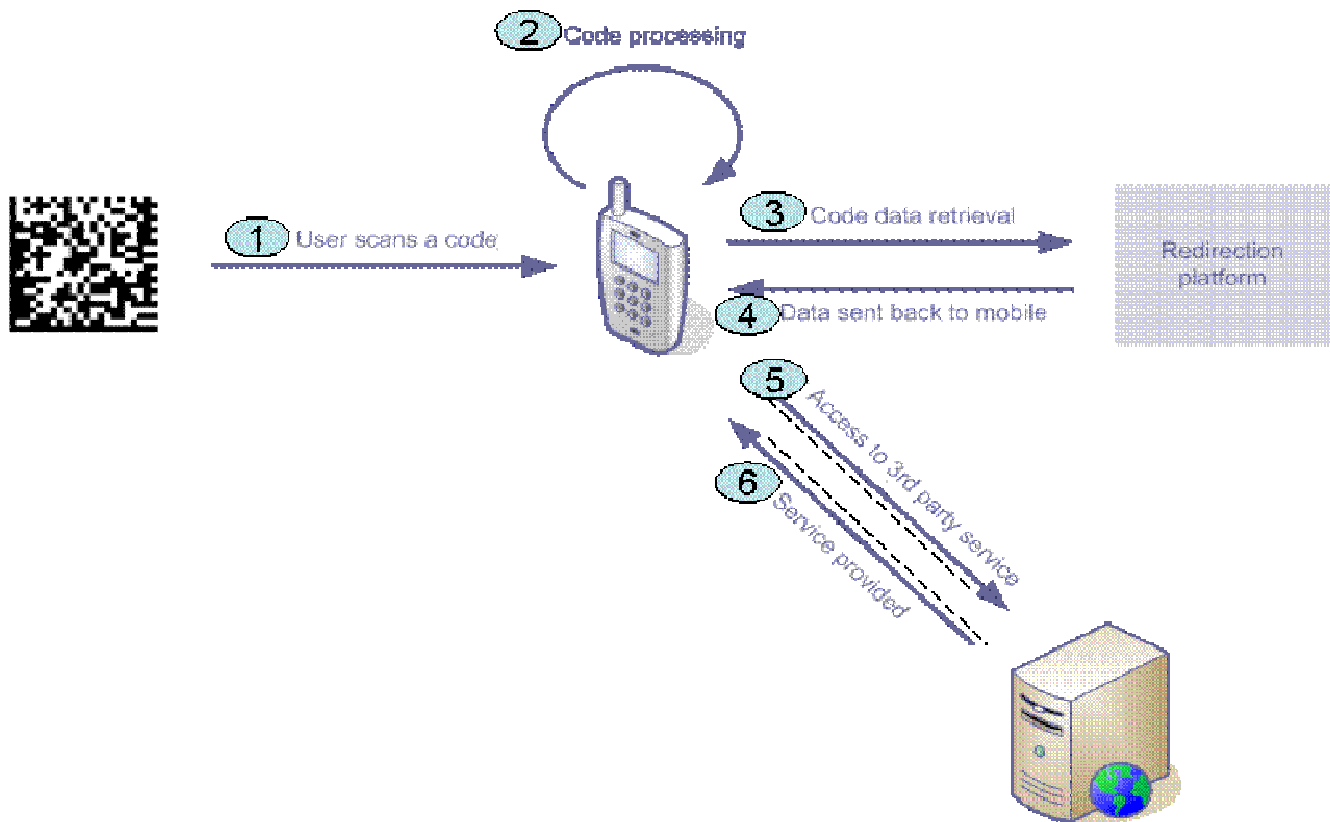 2 Code processing
1 User scans a code
3 Code data retrieval
Redirection
platform
4 Data sent back to mobile
5 Access to 3rd party service
6 Service provided